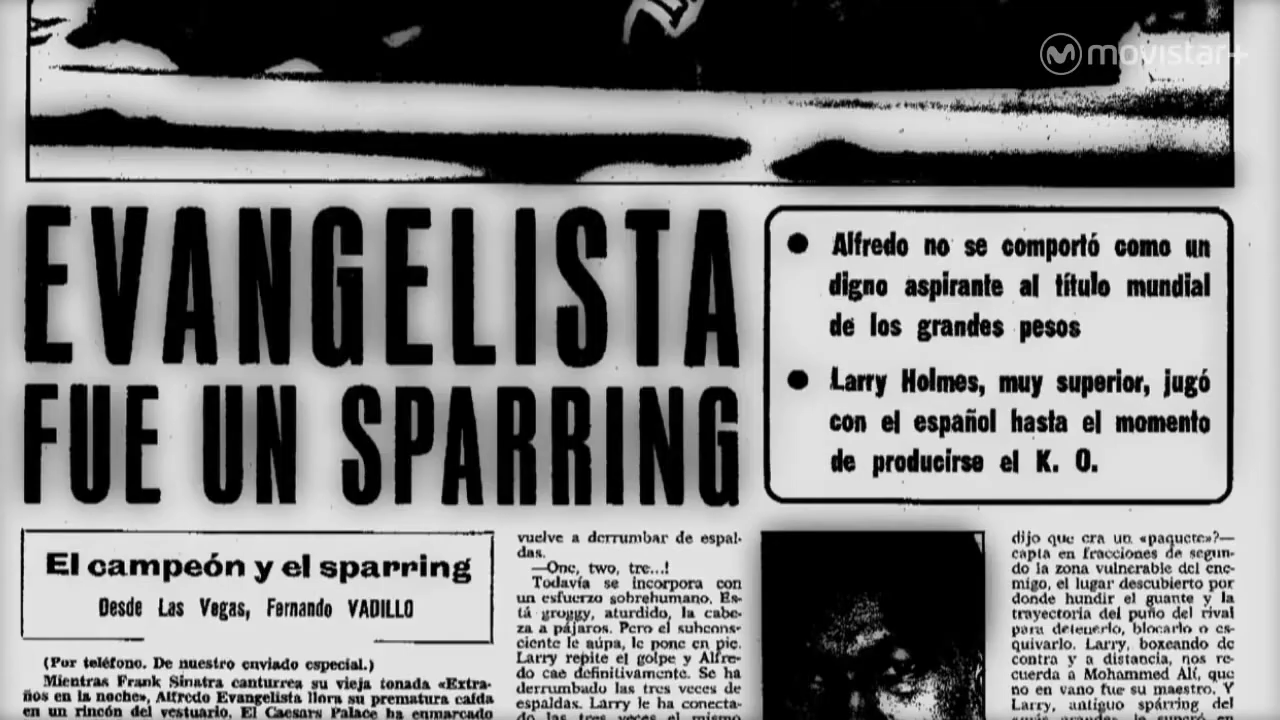 movistar+
EVANGELISTA
FUE UN SPARRING
● Alfredo no se comportó como un
digno aspirante al título mundial
de los grandes pesos
● Larry Holmes, muy superior, jugó
con el español hasta el momento
de producirse el K. O.
El campeón y el sparring
Desde Las Vegas, Fernando VADILLO
(Por teléfono. De nuestro enviado especial.)
Mientras Frank Sinatra canturrea su vieja tonada «Extra-
ños en la noche», Alfredo Evangelista llora su prematura caída
en un rincón del vestuario. El Caesars Palace ha enmarcado
vuelve a derrumbar de espal-
das.
—One, two, tre...!
Todavía se incorpora con
un esfuerzo sobrehumano. Es-
tá groggy, aturdido, la cabe-
za a pájaros. Pero el subcons-
ciente le aúpa, le pone en pie.
Larry repite el golpe y Alfre-
do cae definitivamente. Se ha
derrumbado las tres veces de
espaldas. Larry le ha conecta-
do las tres veces el mismo
dijo que era un «paquete»?—
capta en fracciones de segun-
do la zona vulnerable del ene-
migo, el lugar descubierto por
donde hundir el guante y la
trayectoria del puño del rival
para detenerlo, blocarlo o es-
quivarlo. Larry, boxeando de
contra y a distancia, nos re-
cuerda a Mohammed Alí, que
no en vano fue su maestro. Y
Larry, antiguo spárring del